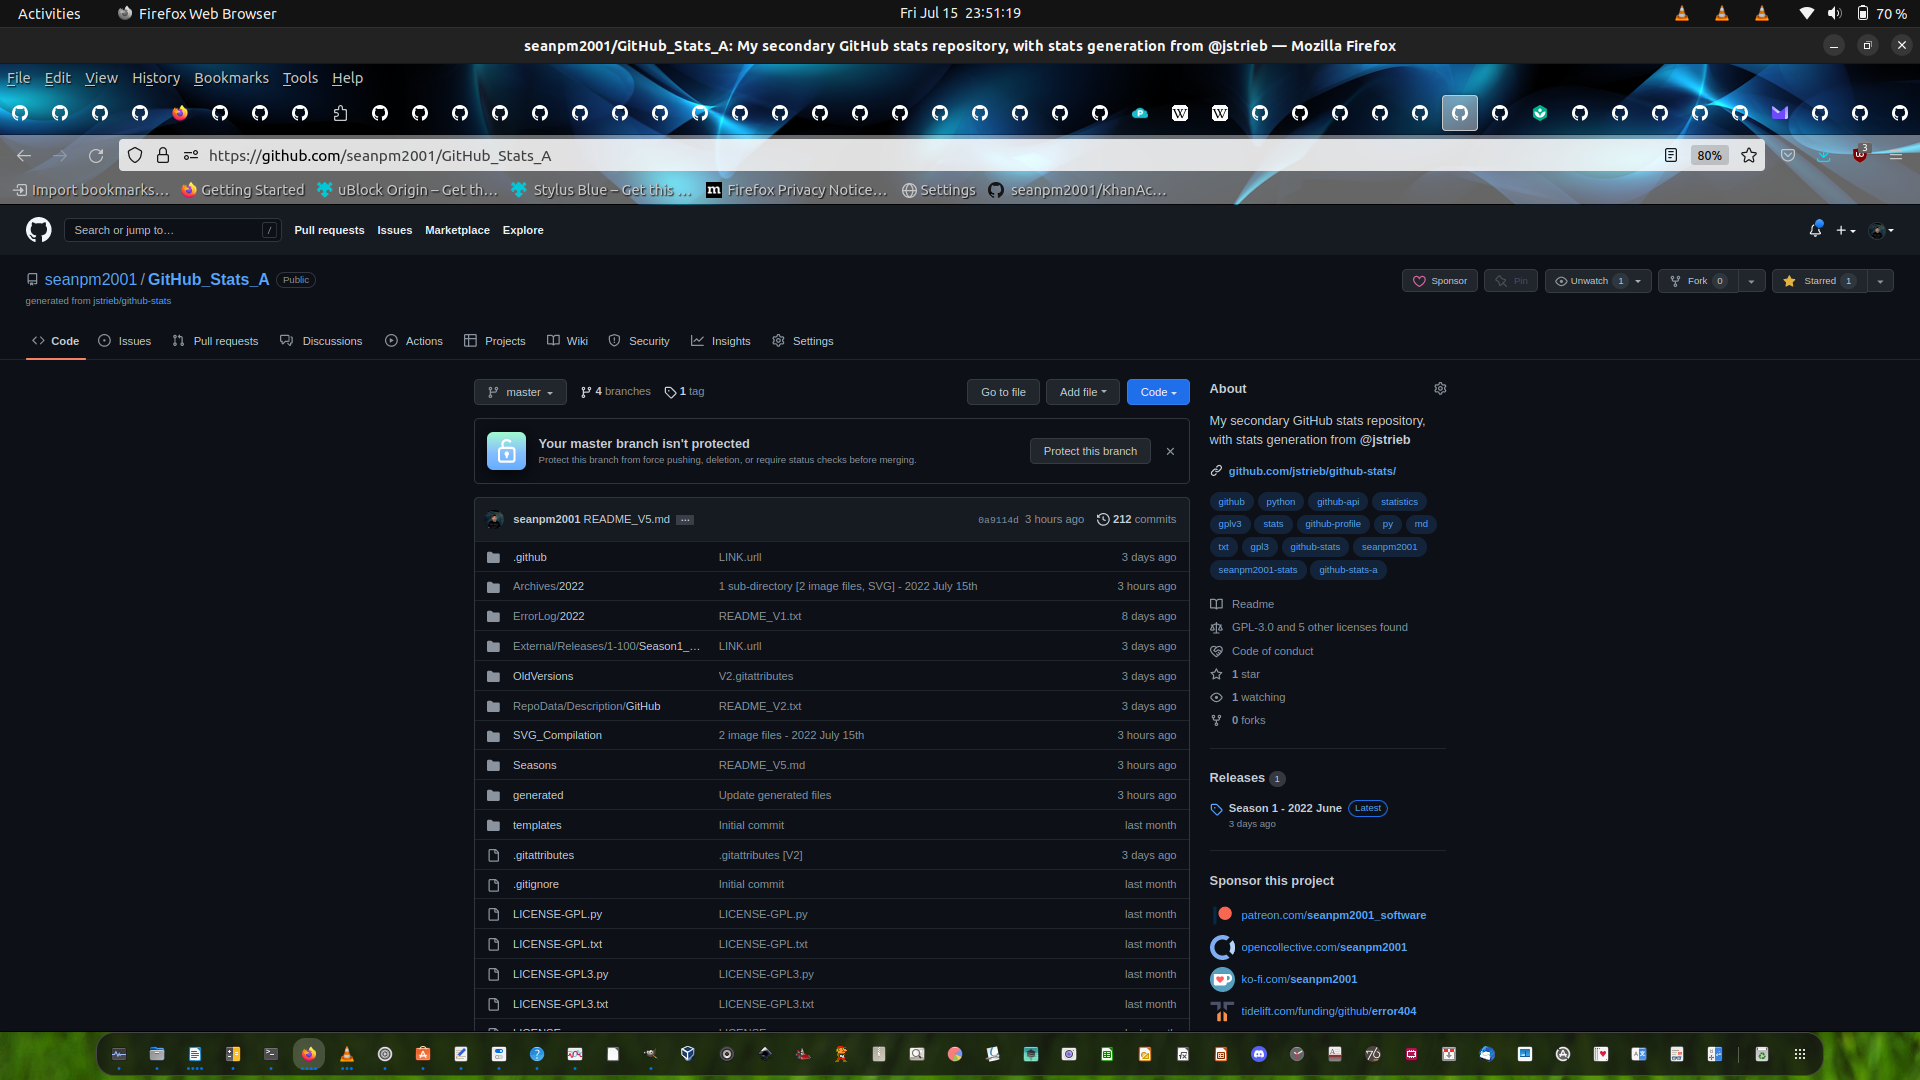 Activities Firefox Web Browser Fri Jul 15 23:51:19 70 %
seanpm2001/GitHub_Stats_A: My secondary GitHub stats repository, with stats generation from @jstrieb — Mozilla Firefox
File Edit View History Bookmarks Tools Help
https://github.com/seanpm2001/GitHub_Stats_A 80% 3
Import bookmarks… Getting Started uBlock Origin – Get th… Stylus Blue – Get this … Firefox Privacy Notice… Settings seanpm2001/KhanAc…
Search or jump to… / Pull requests Issues Marketplace Explore
seanpm2001 / GitHub_Stats_A Public Sponsor Pin Unwatch 1 Fork 0 Starred 1
generated from jstrieb/github-stats
Code Issues Pull requests Discussions Actions Projects Wiki Security Insights Settings
master 4 branches 1 tag Go to file Add file Code
Your master branch isn't protected
Protect this branch from force pushing, deletion, or require status checks before merging.
Protect this branch
seanpm2001 README_V5.md … 0a9114d 3 hours ago 212 commits
.github LINK.urll 3 days ago
Archives/2022 1 sub-directory [2 image files, SVG] - 2022 July 15th 3 hours ago
ErrorLog/2022 README_V1.txt 8 days ago
External/Releases/1-100/Season1_… LINK.urll 3 days ago
OldVersions V2.gitattributes 3 days ago
RepoData/Description/GitHub README_V2.txt 3 days ago
SVG_Compilation 2 image files - 2022 July 15th 3 hours ago
Seasons README_V5.md 3 hours ago
generated Update generated files 3 hours ago
templates Initial commit last month
.gitattributes .gitattributes [V2] 3 days ago
.gitignore Initial commit last month
LICENSE-GPL.py LICENSE-GPL.py last month
LICENSE-GPL.txt LICENSE-GPL.txt last month
LICENSE-GPL3.py LICENSE-GPL3.py last month
LICENSE-GPL3.txt LICENSE-GPL3.txt last month
About
My secondary GitHub stats repository,
with stats generation from @jstrieb
github.com/jstrieb/github-stats/
github python github-api statistics
gplv3 stats github-profile py md
txt gpl3 github-stats seanpm2001
seanpm2001-stats github-stats-a
Readme
GPL-3.0 and 5 other licenses found
Code of conduct
1 star
1 watching
0 forks
Releases 1
Season 1 - 2022 June Latest
3 days ago
Sponsor this project
patreon.com/seanpm2001_software
opencollective.com/seanpm2001
ko-fi.com/seanpm2001
tidelift.com/funding/github/error404